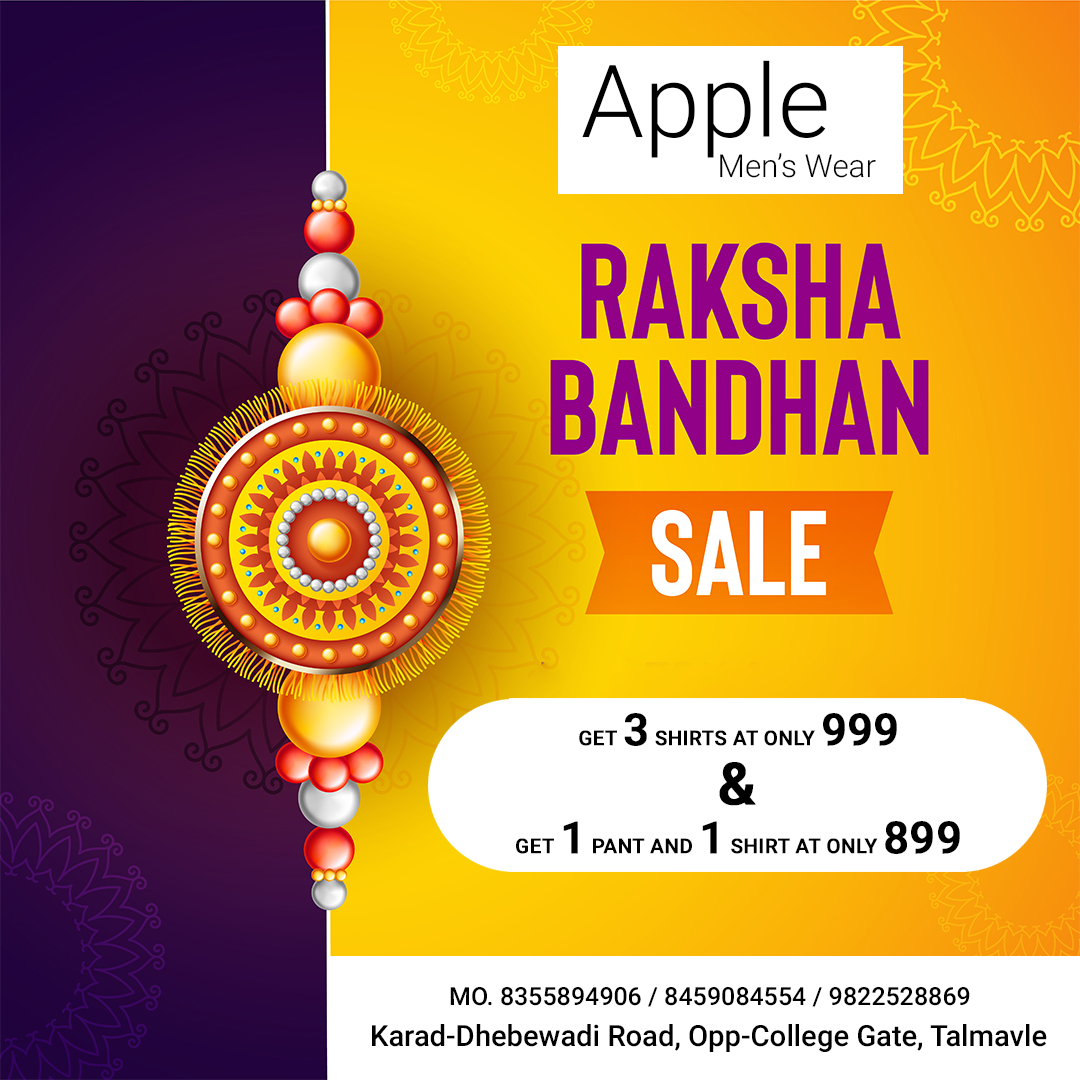 Apple
Men's Wear
RAKSHA
BANDHAN
SALE
GET 3 SHIRTS AT ONLY 999
&
GET 1 PANT AND 1 SHIRT AT ONLY 899
MO. 8355894906 / 8459084554 / 9822528869
Karad-Dhebewadi Road, Opp-College Gate, Talmavle